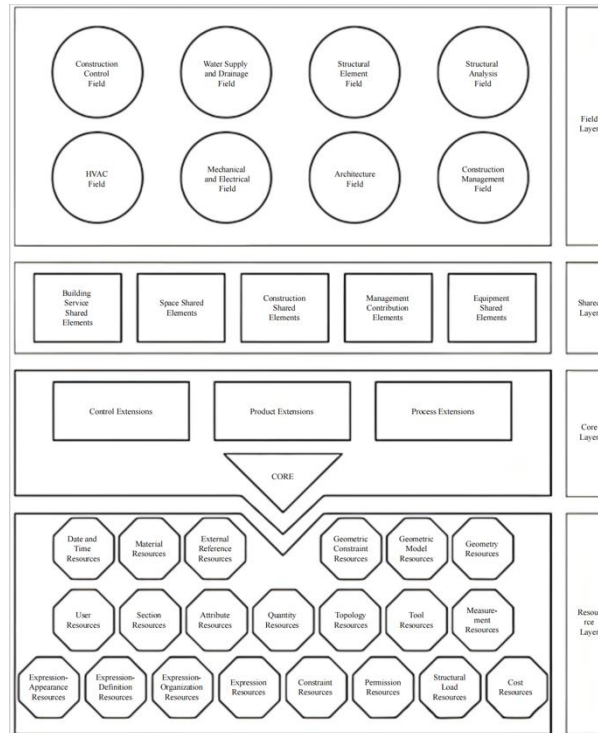 Construction
Control
Field
Water Supply
and Drainage
Field
Structural
Element
Field
Structural
Analysis
Field
Field
Layer
HVAC
Field
Mechanical
and Electrical
Field
Architecture
Field
Construction
Management
Field
Building
Service
Shared
Elements
Space Shared
Elements
Construction
Shared
Elements
Management
Contribution
Elements
Equipment
Shared
Elements
Shared
Layer
Control Extensions
Product Extensions
Process Extensions
CORE
Core
Layer
Date and
Time
Resources
Material
Resources
External
Reference
Resources
Geometric
Constraint
Resources
Geometric
Model
Resources
Geometry
Resources
User
Resources
Section
Resources
Attribute
Resources
Quantity
Resources
Topology
Resources
Tool
Resources
Measure-
ment
Resources
Resou
rce
Layer
Expression-
Appearance
Resources
Expression-
Definition
Resources
Expression-
Organization
Resources
Expression
Resources
Constraint
Resources
Permission
Resources
Structural
Load
Resources
Cost
Resources